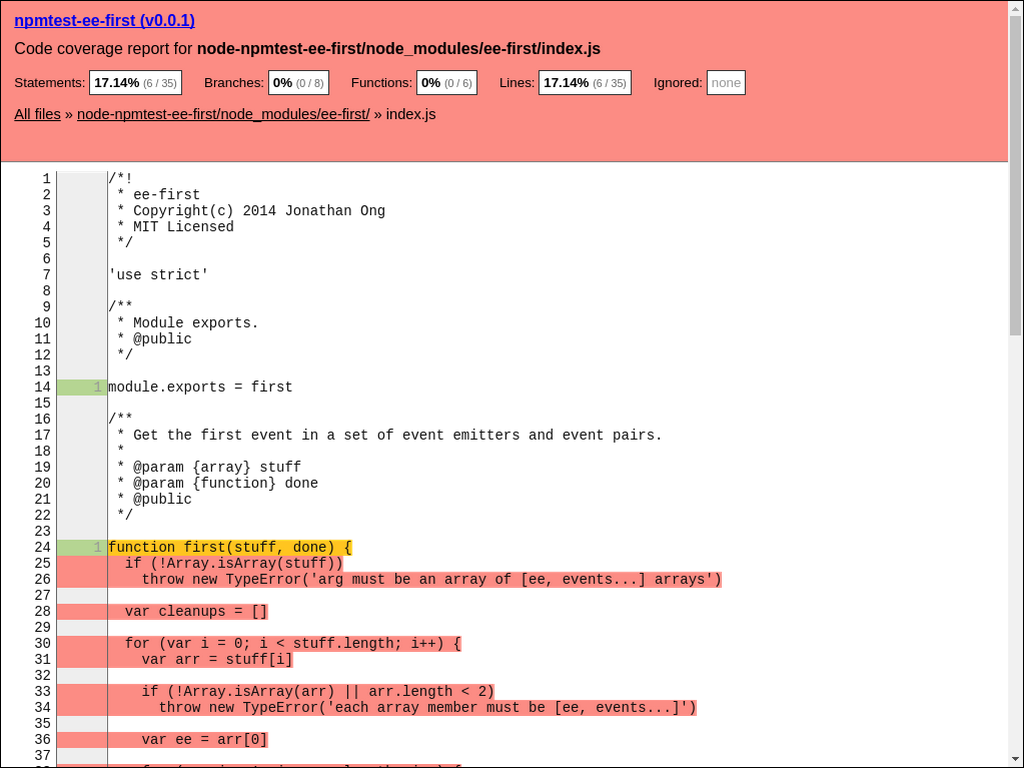 npmtest-ee-first (v0.0.1)
Code coverage report for node-npmtest-ee-first/node_modules/ee-first/index.js
Statements: 17.14% (6 / 35) Branches: 0% (0 / 8) Functions: 0% (0 / 6) Lines: 17.14% (6 / 35) Ignored: none
All files » node-npmtest-ee-first/node_modules/ee-first/ » index.js
1 /*!
2  * ee-first
3  * Copyright(c) 2014 Jonathan Ong
4  * MIT Licensed
5  */
6
7 'use strict'
8
9 /**
10  * Module exports.
11  * @public
12  */
13
14 1 module.exports = first
15
16 /**
17  * Get the first event in a set of event emitters and event pairs.
18  *
19  * @param {array} stuff
20  * @param {function} done
21  * @public
22  */
23
24 1 function first(stuff, done) {
25   if (!Array.isArray(stuff))
26     throw new TypeError('arg must be an array of [ee, events...] arrays')
27
28   var cleanups = []
29
30   for (var i = 0; i < stuff.length; i++) {
31     var arr = stuff[i]
32
33     if (!Array.isArray(arr) || arr.length < 2)
34       throw new TypeError('each array member must be [ee, events...]')
35
36     var ee = arr[0]
37